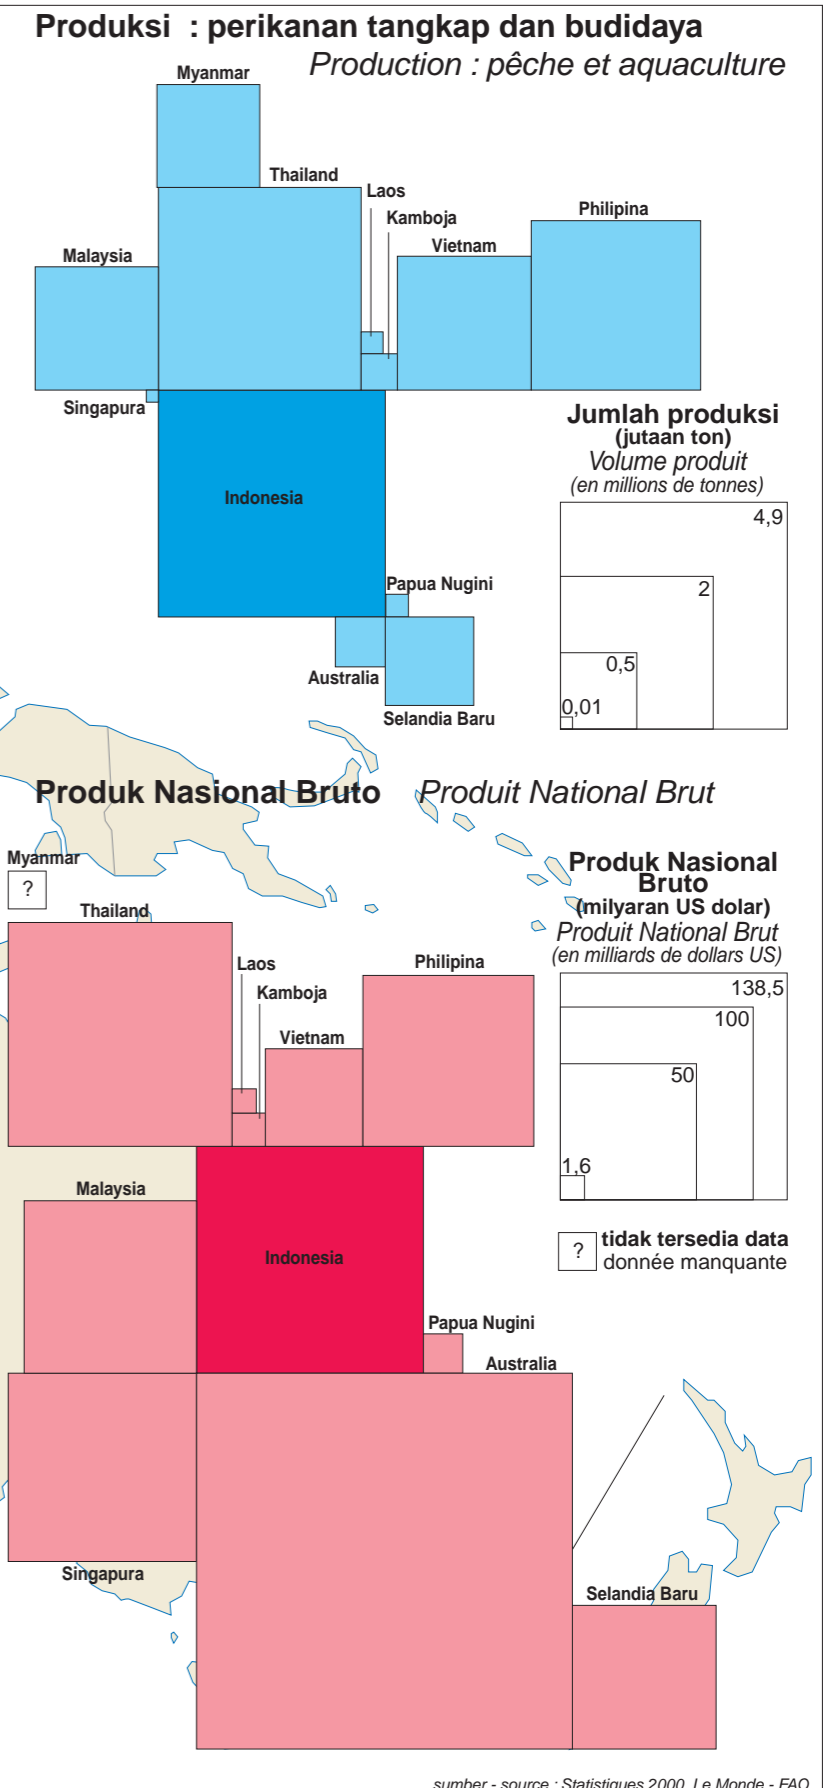 Produksi : perikanan tangkap dan budidaya
Production : pêche et aquaculture
Myanmar
Thailand
Laos
Kamboja
Vietnam
Philipina
Malaysia
Singapura
Indonesia
Papua Nugini
Australia
Selandia Baru
Jumlah produksi
(jutaan ton)
Volume produit
(en millions de tonnes)
4,9
2
0,5
0,01
Produk Nasional Bruto Produit National Brut
Myanmar
?
Thailand
Laos
Kamboja
Vietnam
Philipina
Malaysia
Indonesia
Papua Nugini
Australia
Singapura
Selandia Baru
Produk Nasional
Bruto
(milyaran US dolar)
Produit National Brut
(en milliards de dollars US)
138,5
100
50
1,6
? tidak tersedia data
donnée manquante
sumber - source : Statistiques 2000, Le Monde - FAO